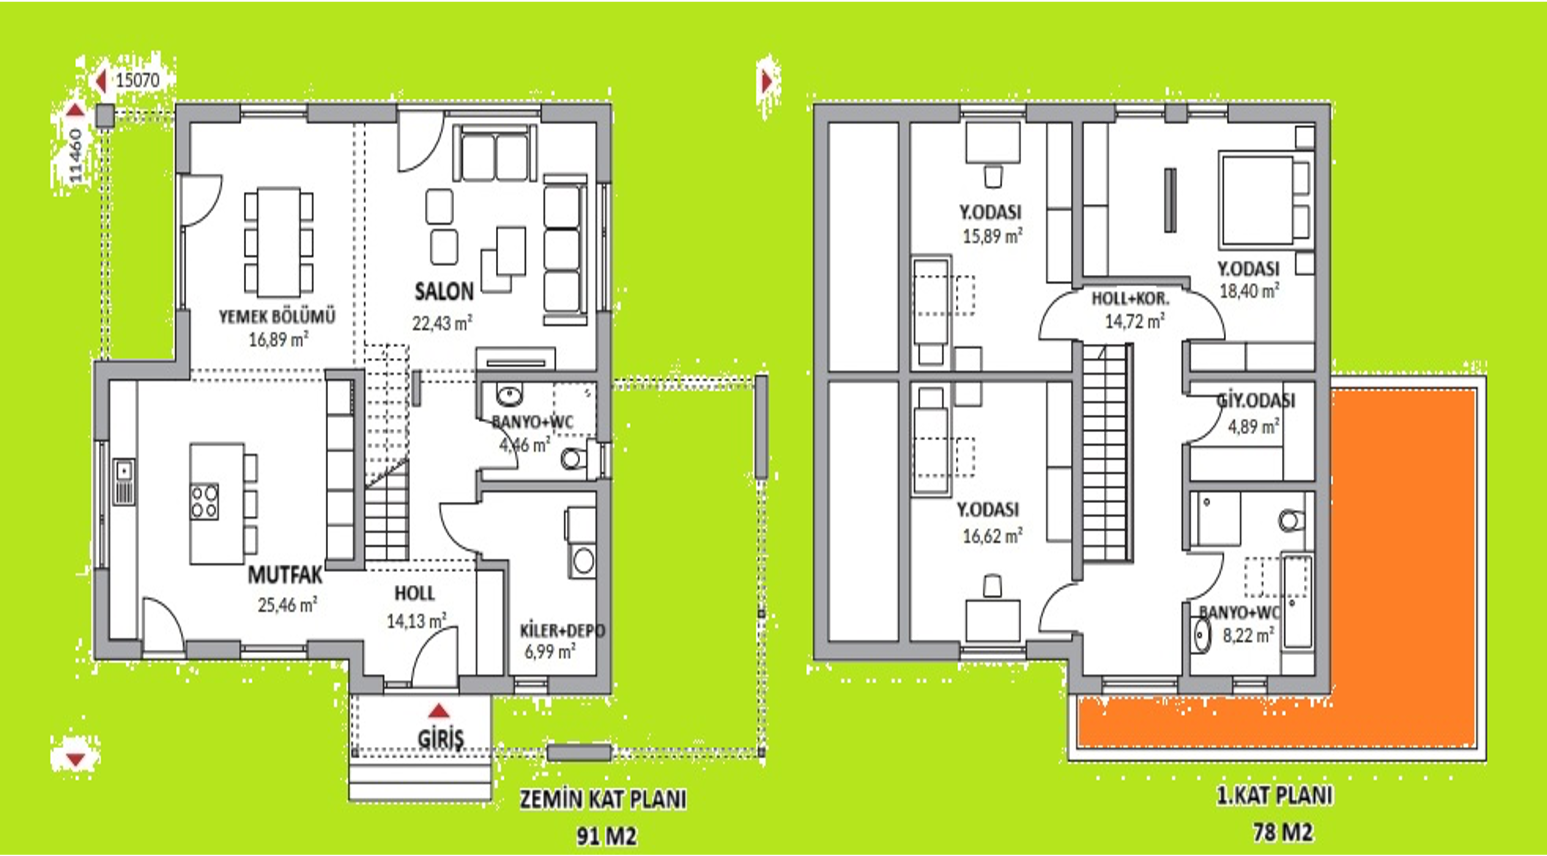 15070
11460
YEMEK BÖLÜMÜ
16,89 m²
SALON
22,43 m²
BANYO+WC
4,46 m²
MUTFAK
25,46 m²
HOLL
14,13 m²
KİLER+DEPO
6,99 m²
GİRİŞ
ZEMİN KAT PLANI
91 M2
Y.ODASI
15,89 m²
Y.ODASI
18,40 m²
HOLL+KOR.
14,72 m²
GİY.ODASI
4,89 m²
Y.ODASI
16,62 m²
BANYO+WC
8,22 m²
1.KAT PLANI
78 M2